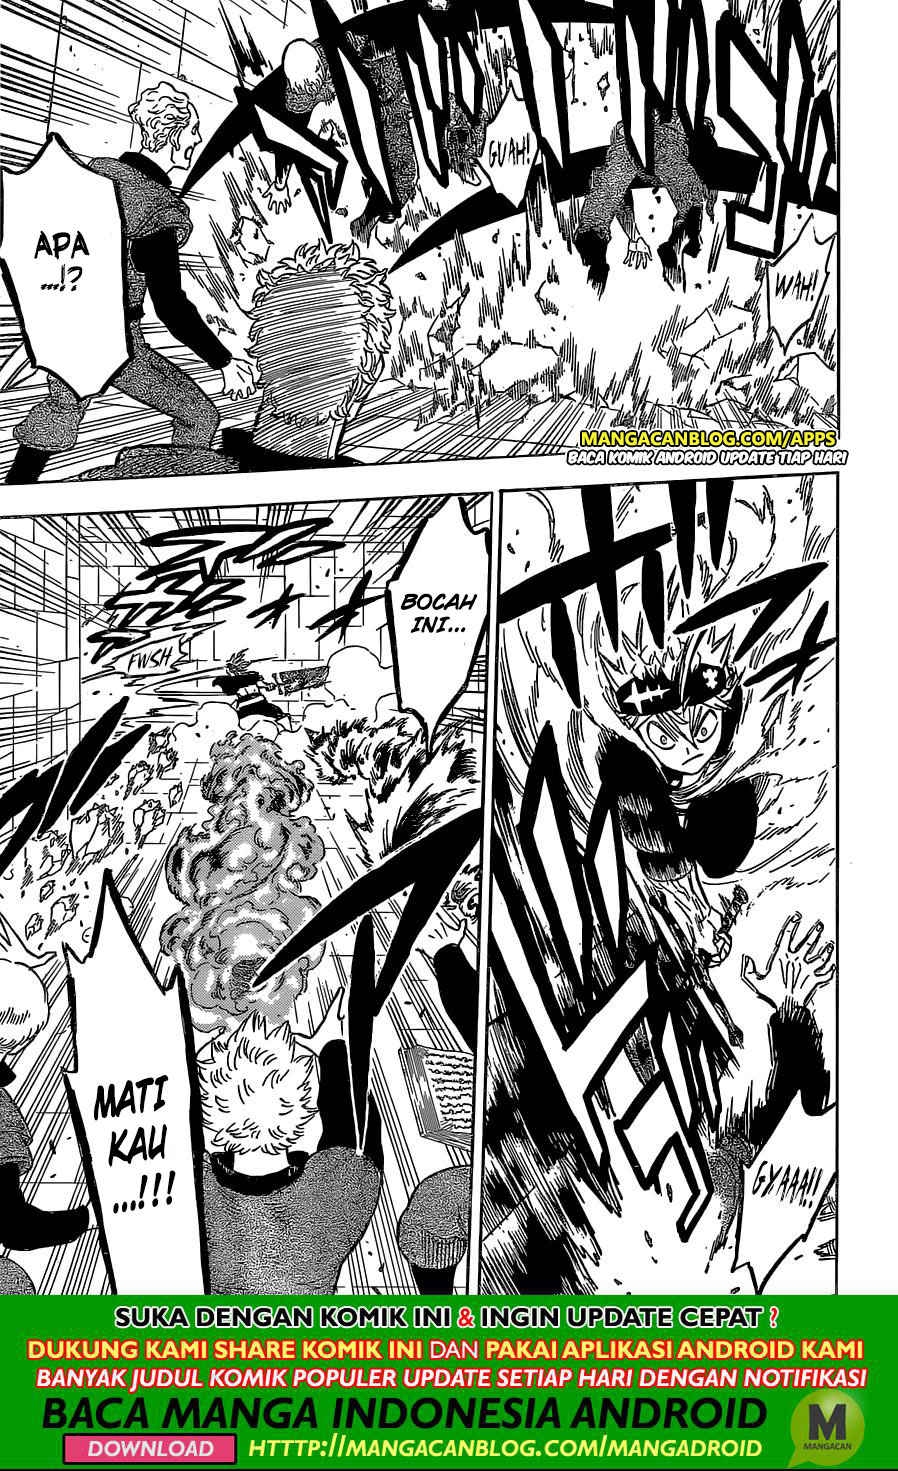 GUAH!
WAH!
APA
...!?
MANGACANBLOG.COM/APPS
BACA KOMIK ANDROID UPDATE TIAP HARI
GYAAA!!
BOCAH
INI...
FWSH
MATI
KAU
...!!!
SUKA DENGAN KOMIK INI & INGIN UPDATE CEPAT ?
DUKUNG KAMI SHARE KOMIK INI DAN PAKAI APLIKASI ANDROID KAMI
BANYAK JUDUL KOMIK POPULER UPDATE SETIAP HARI DENGAN NOTIFIKASI
BACA MANGA INDONESIA ANDROID
M
MANGACAN
DOWNLOAD HTTTP://MANGACANBLOG.COM/MANGADROID